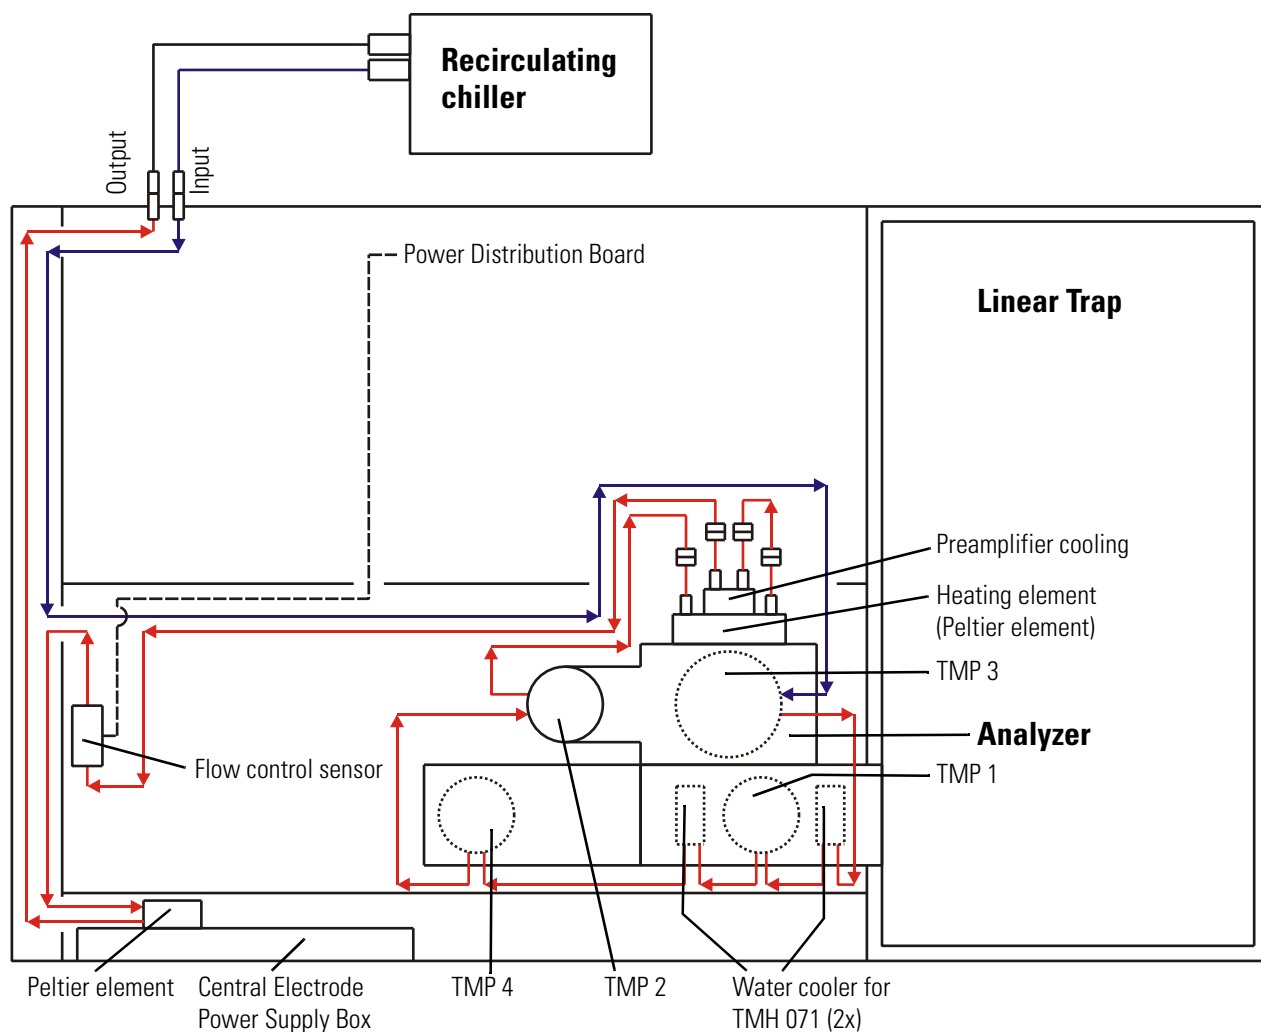 Recirculating
chiller
Output
Input
Power Distribution Board
Linear Trap
Preamplifier cooling
Heating element
(Peltier element)
TMP 3
Analyzer
Flow control sensor
TMP 1
Peltier element
Central Electrode
Power Supply Box
TMP 4
TMP 2
Water cooler for
TMH 071 (2x)